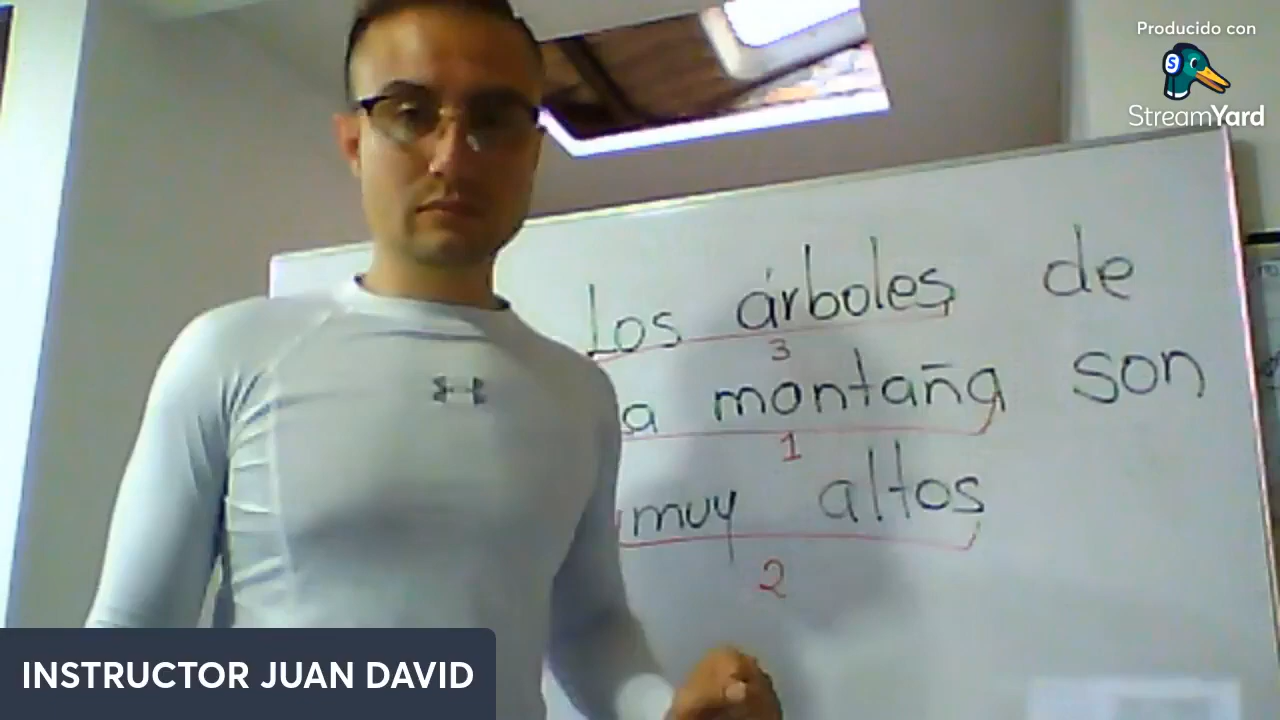 Producido con
StreamYard
Los árboles de
3
a montaña son
1
muy altos
2
INSTRUCTOR JUAN DAVID